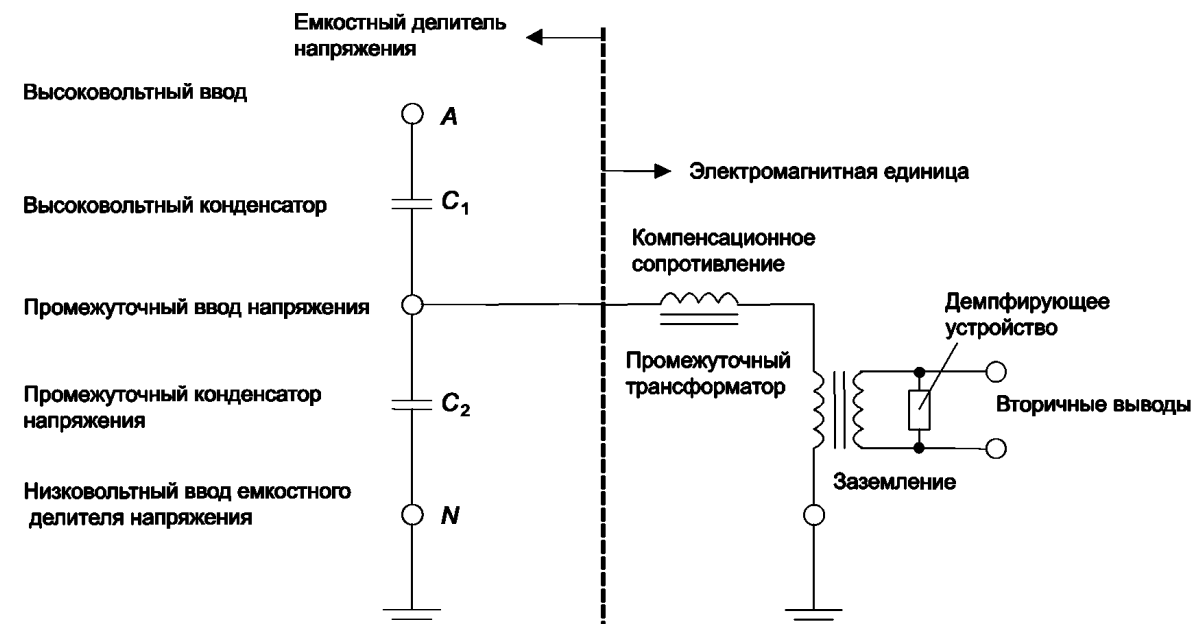 Емкостный делитель
напряжения
Высоковольтный ввод
A
Электромагнитная единица
Высоковольтный конденсатор
C1
Компенсационное
сопротивление
Промежуточный ввод напряжения
Демпфирующее
устройство
Промежуточный
трансформатор
Промежуточный конденсатор
напряжения
C2
Вторичные выводы
Заземление
Низковольтный ввод емкостного
делителя напряжения
N